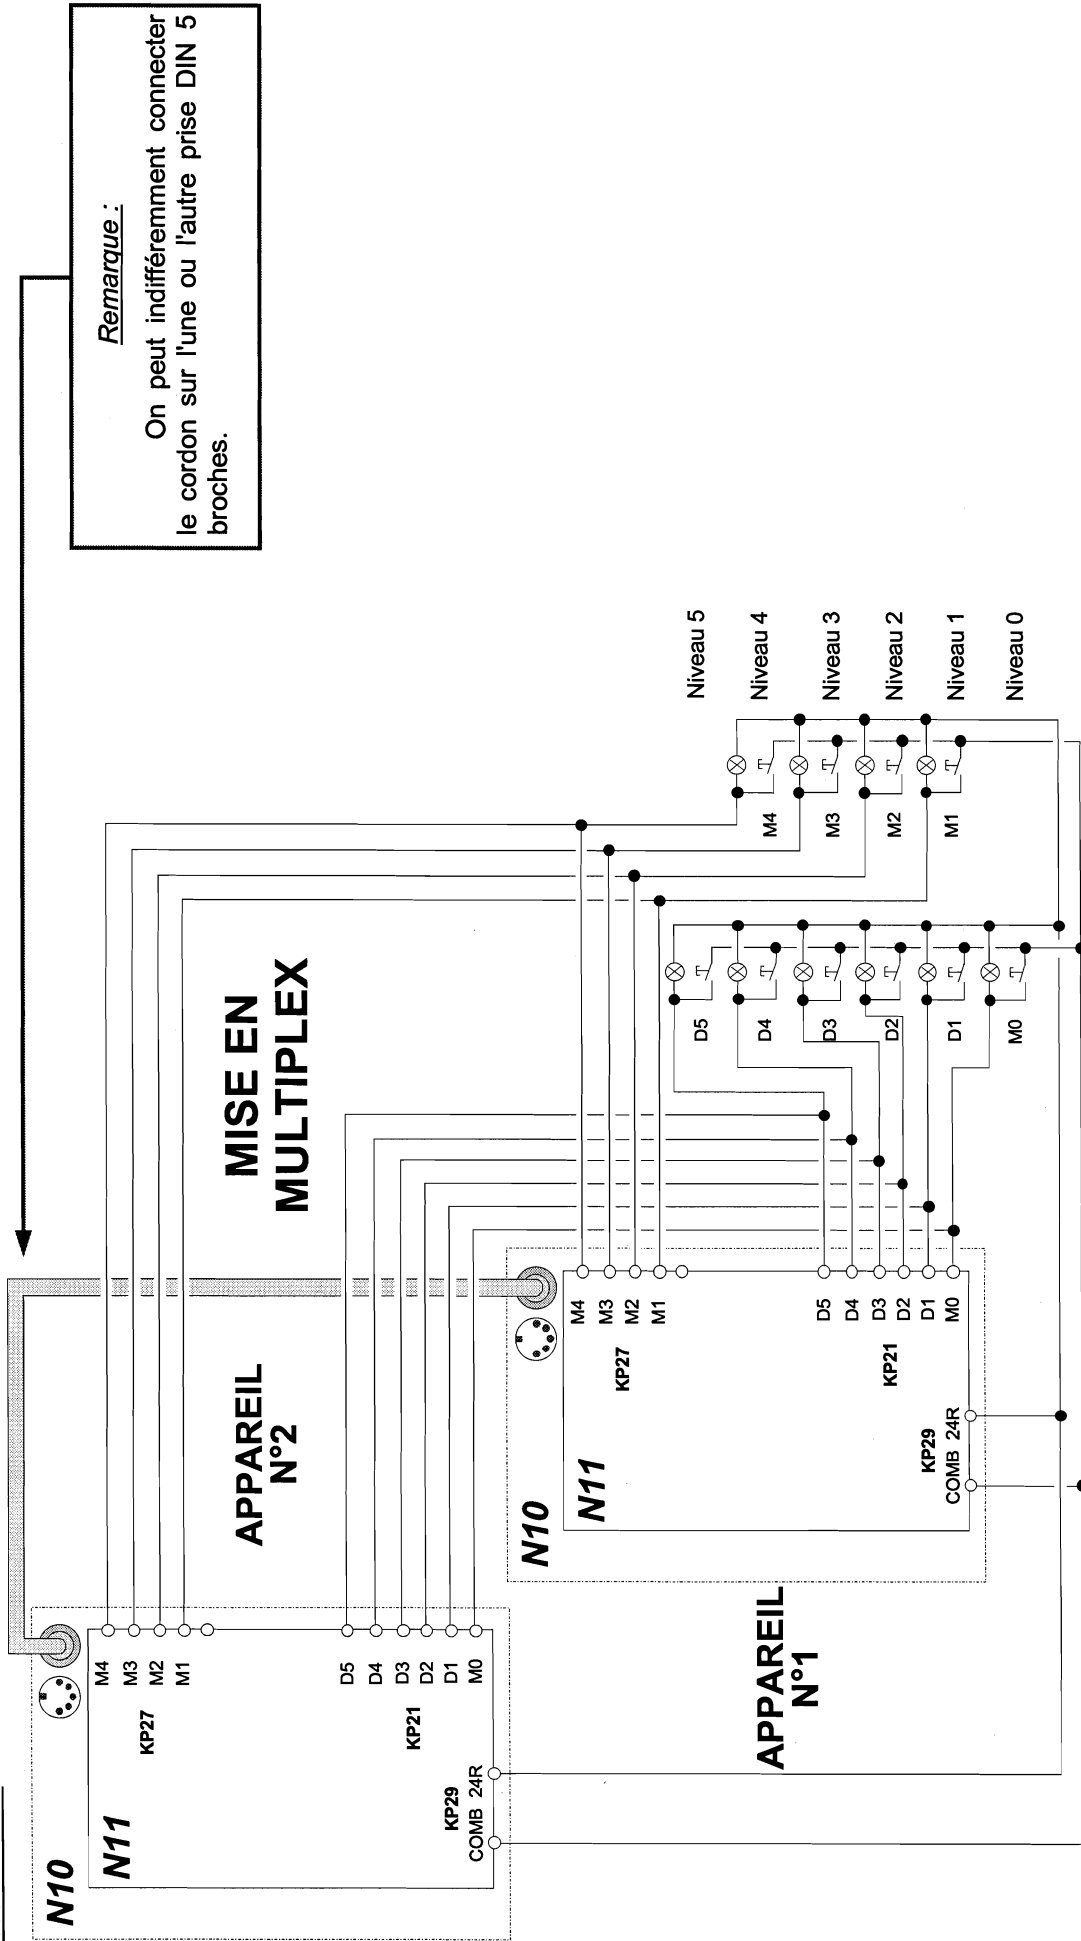 Remarque :
On peut indifféremment connecter
le cordon sur l'une ou l'autre prise DIN 5
broches.
MISE EN
MULTIPLEX
APPAREIL
N°2
N10
N11
M4
M3
M2
M1
KP27
D5
D4
D3
D2
D1
M0
KP21
KP29
COMB 24R
APPAREIL
N°1
N10
N11
M4
M3
M2
M1
KP27
D5
D4
D3
D2
D1
M0
KP21
KP29
COMB 24R
D5
D4
D3
D2
D1
M0
M4
M3
M2
M1
Niveau 5
Niveau 4
Niveau 3
Niveau 2
Niveau 1
Niveau 0